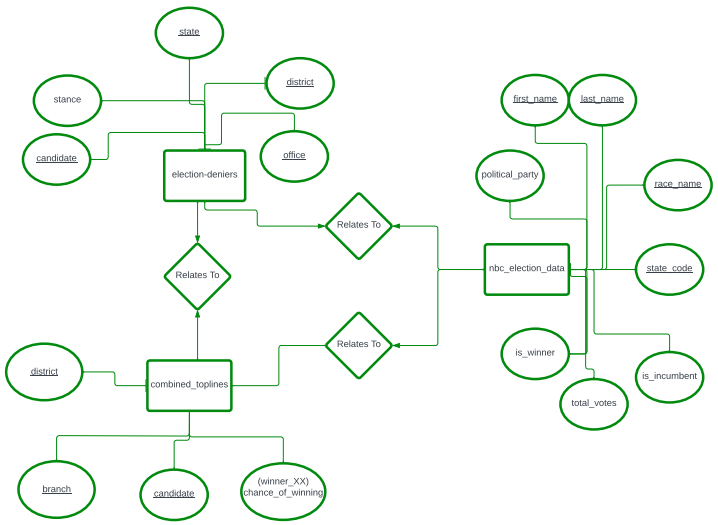 state
stance
district
first_name
last_name
candidate
office
political_party
race_name
election-deniers
Relates To
nbc_election_data
state_code
Relates To
Relates To
is_winner
is_incumbent
district
combined_toplines
total_votes
branch
candidate
(winner_XX)
chance_of_winning